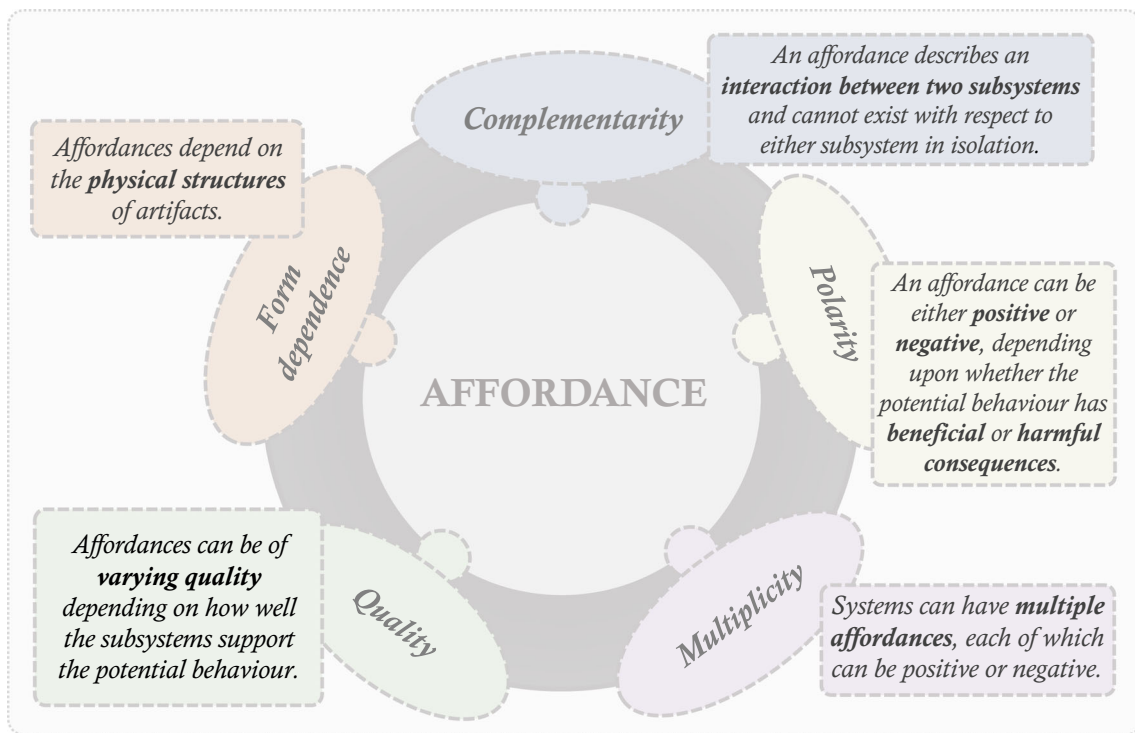 Complementarity
An affordance describes an
interaction between two subsystems
and cannot exist with respect to
either subsystem in isolation.
Affordances depend on
the physical structures
of artifacts.
Form
dependence
Polarity
An affordance can be
either positive or
negative, depending
upon whether the
potential behaviour has
beneficial or harmful
consequences.
AFFORDANCE
Affordances can be of
varying quality
depending on how well
the subsystems support
the potential behaviour.
Quality
Multiplicity
Systems can have multiple
affordances, each of which
can be positive or negative.